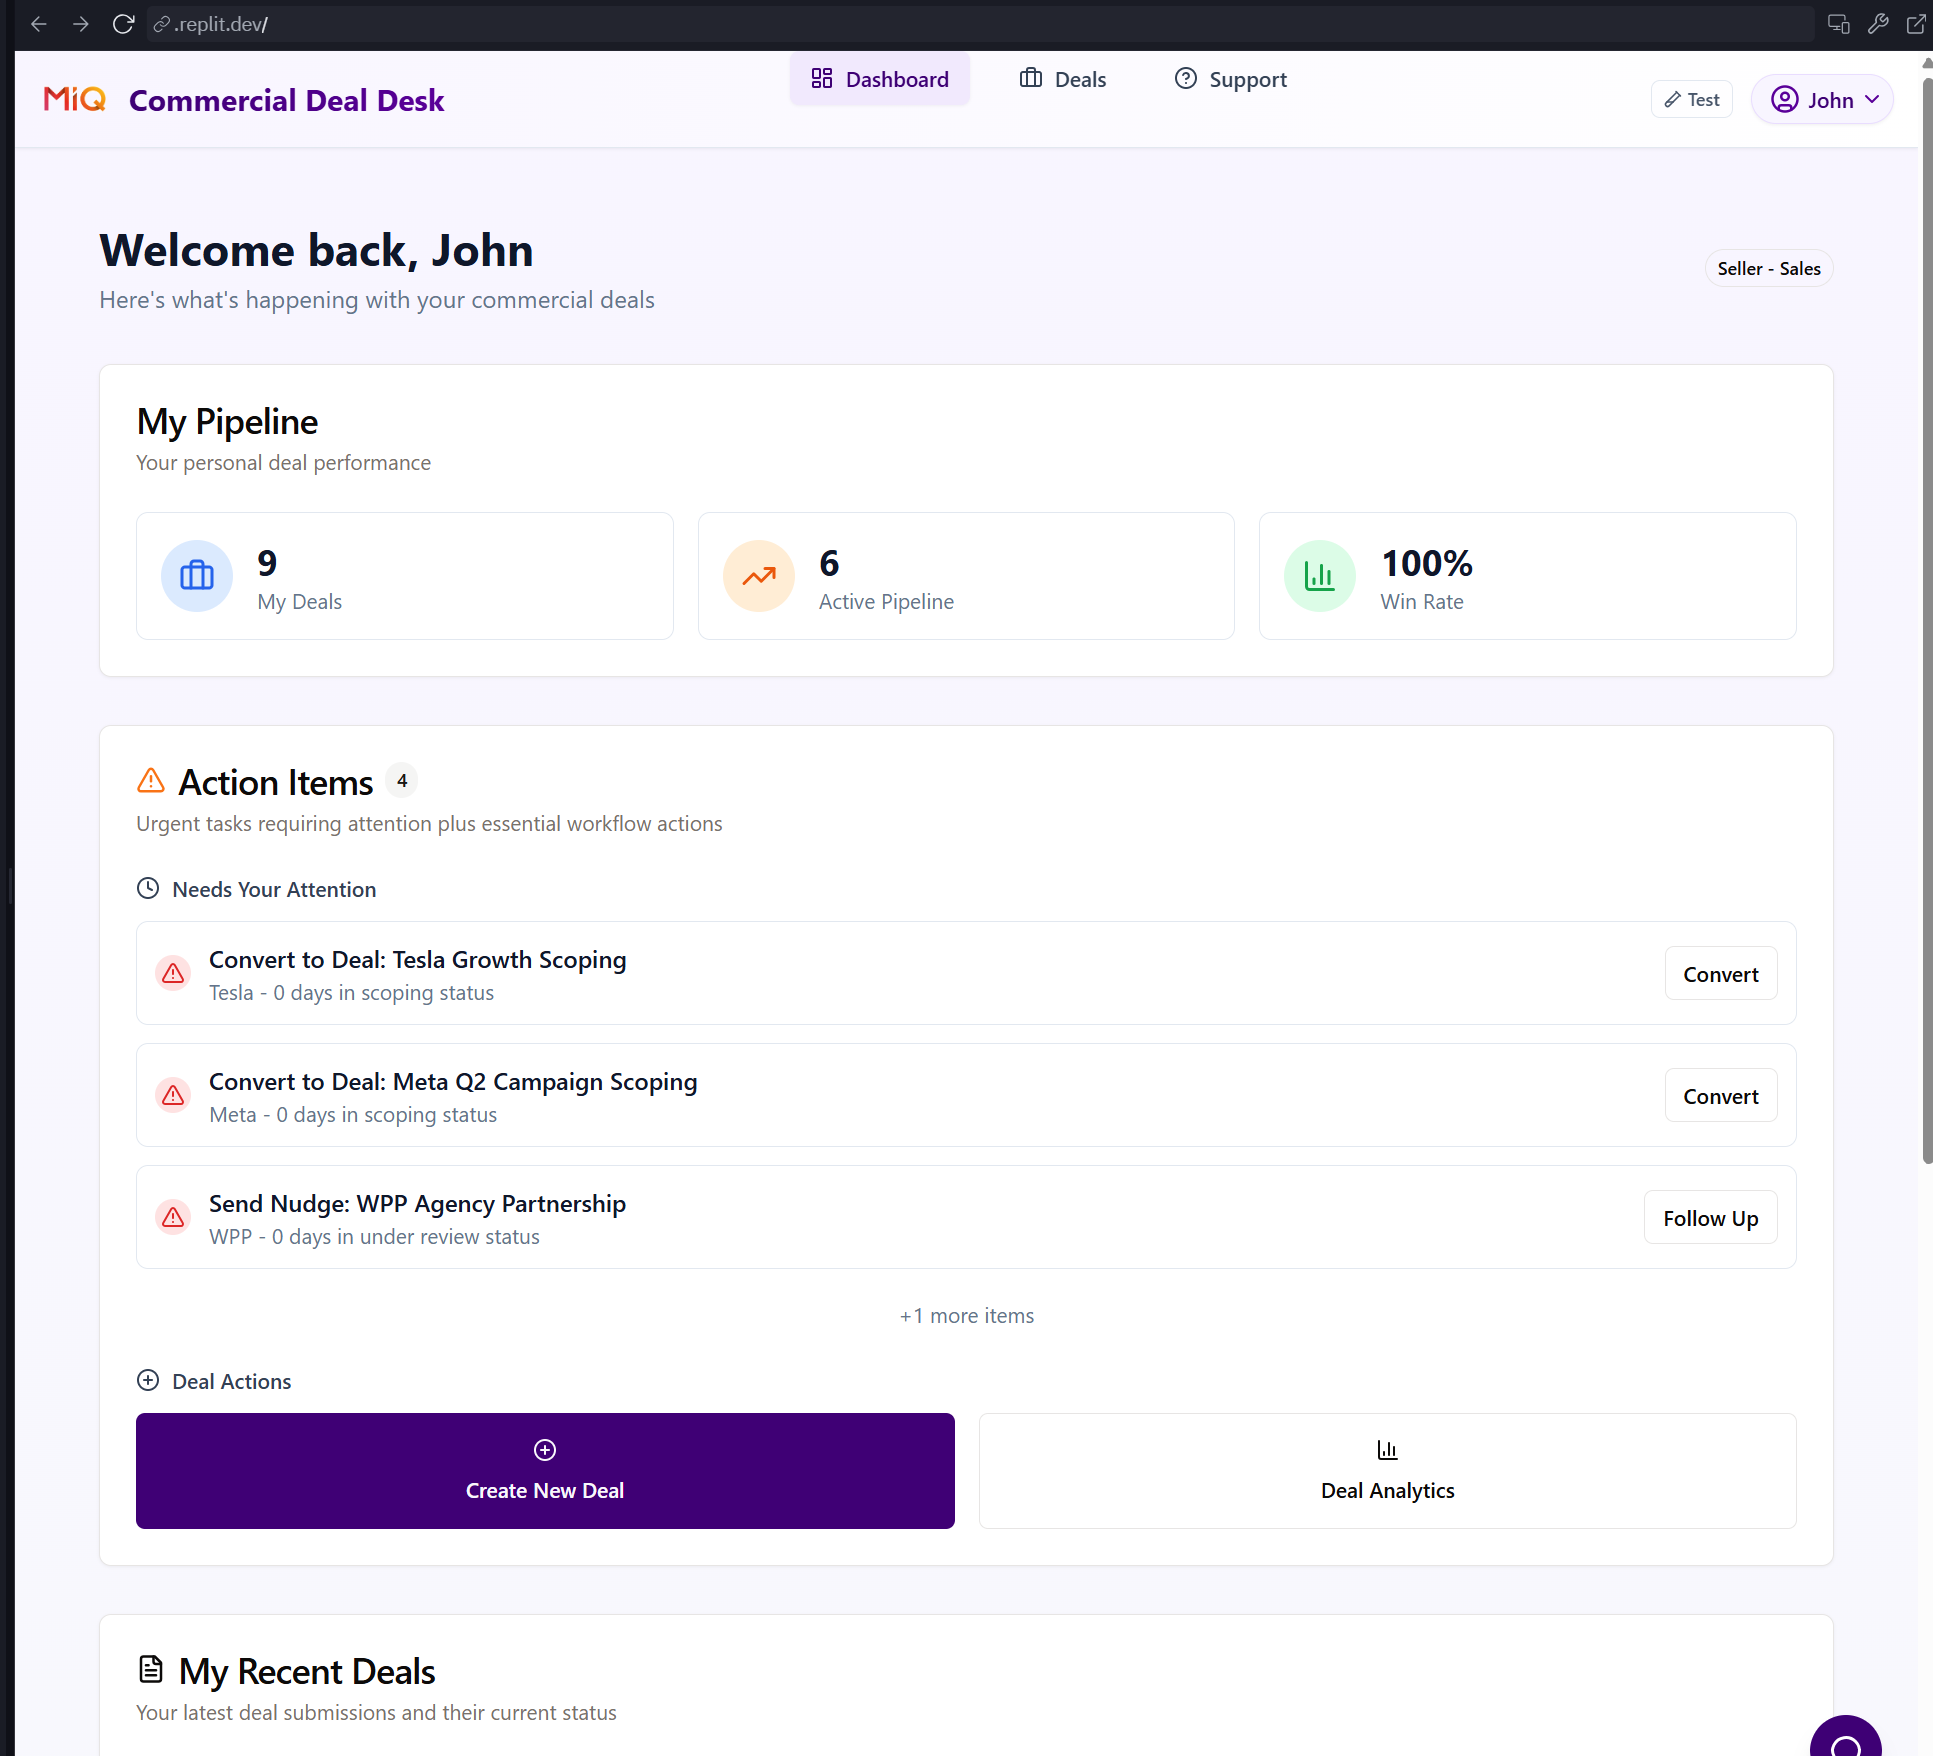 .replit.dev/
MiQ Commercial Deal Desk
Dashboard
Deals
Support
Test
John
Welcome back, John
Here's what's happening with your commercial deals
Seller - Sales
My Pipeline
Your personal deal performance
9
My Deals
6
Active Pipeline
100%
Win Rate
Action Items 4
Urgent tasks requiring attention plus essential workflow actions
Needs Your Attention
Convert to Deal: Tesla Growth Scoping
Tesla - 0 days in scoping status
Convert
Convert to Deal: Meta Q2 Campaign Scoping
Meta - 0 days in scoping status
Convert
Send Nudge: WPP Agency Partnership
WPP - 0 days in under review status
Follow Up
+1 more items
Deal Actions
Create New Deal
Deal Analytics
My Recent Deals
Your latest deal submissions and their current status